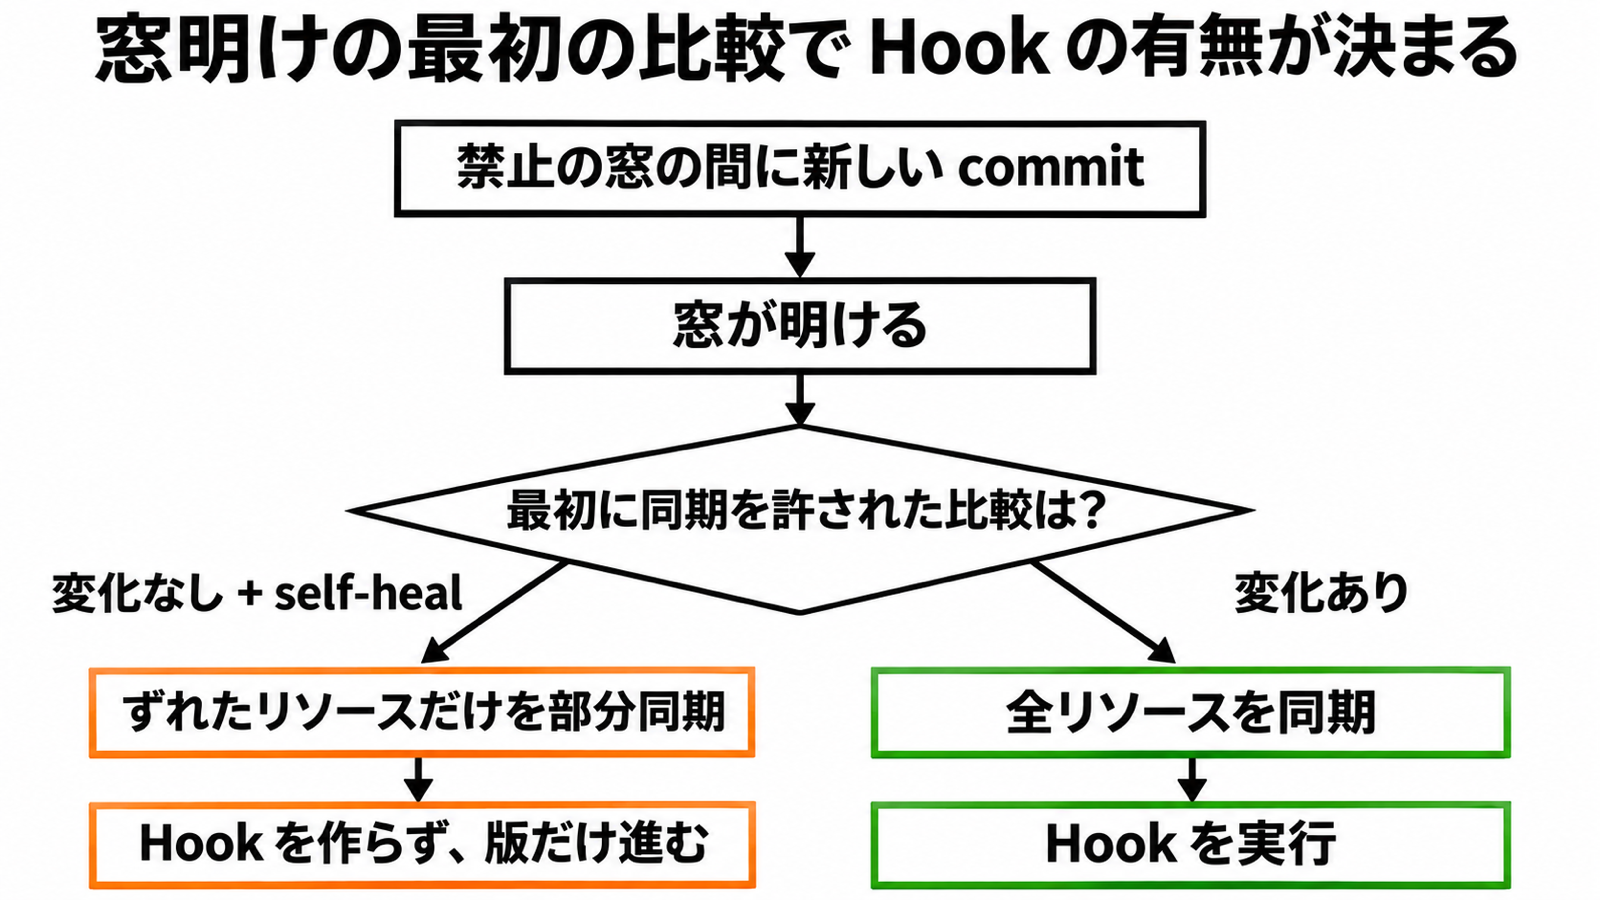 窓明けの最初の比較で Hook の有無が決まる
禁止の窓の間に新しい commit
窓が明ける
最初に同期を許された比較は？
変化なし + self-heal
変化あり
ずれたリソースだけを部分同期
全リソースを同期
Hook を作らず、版だけ進む
Hook を実行